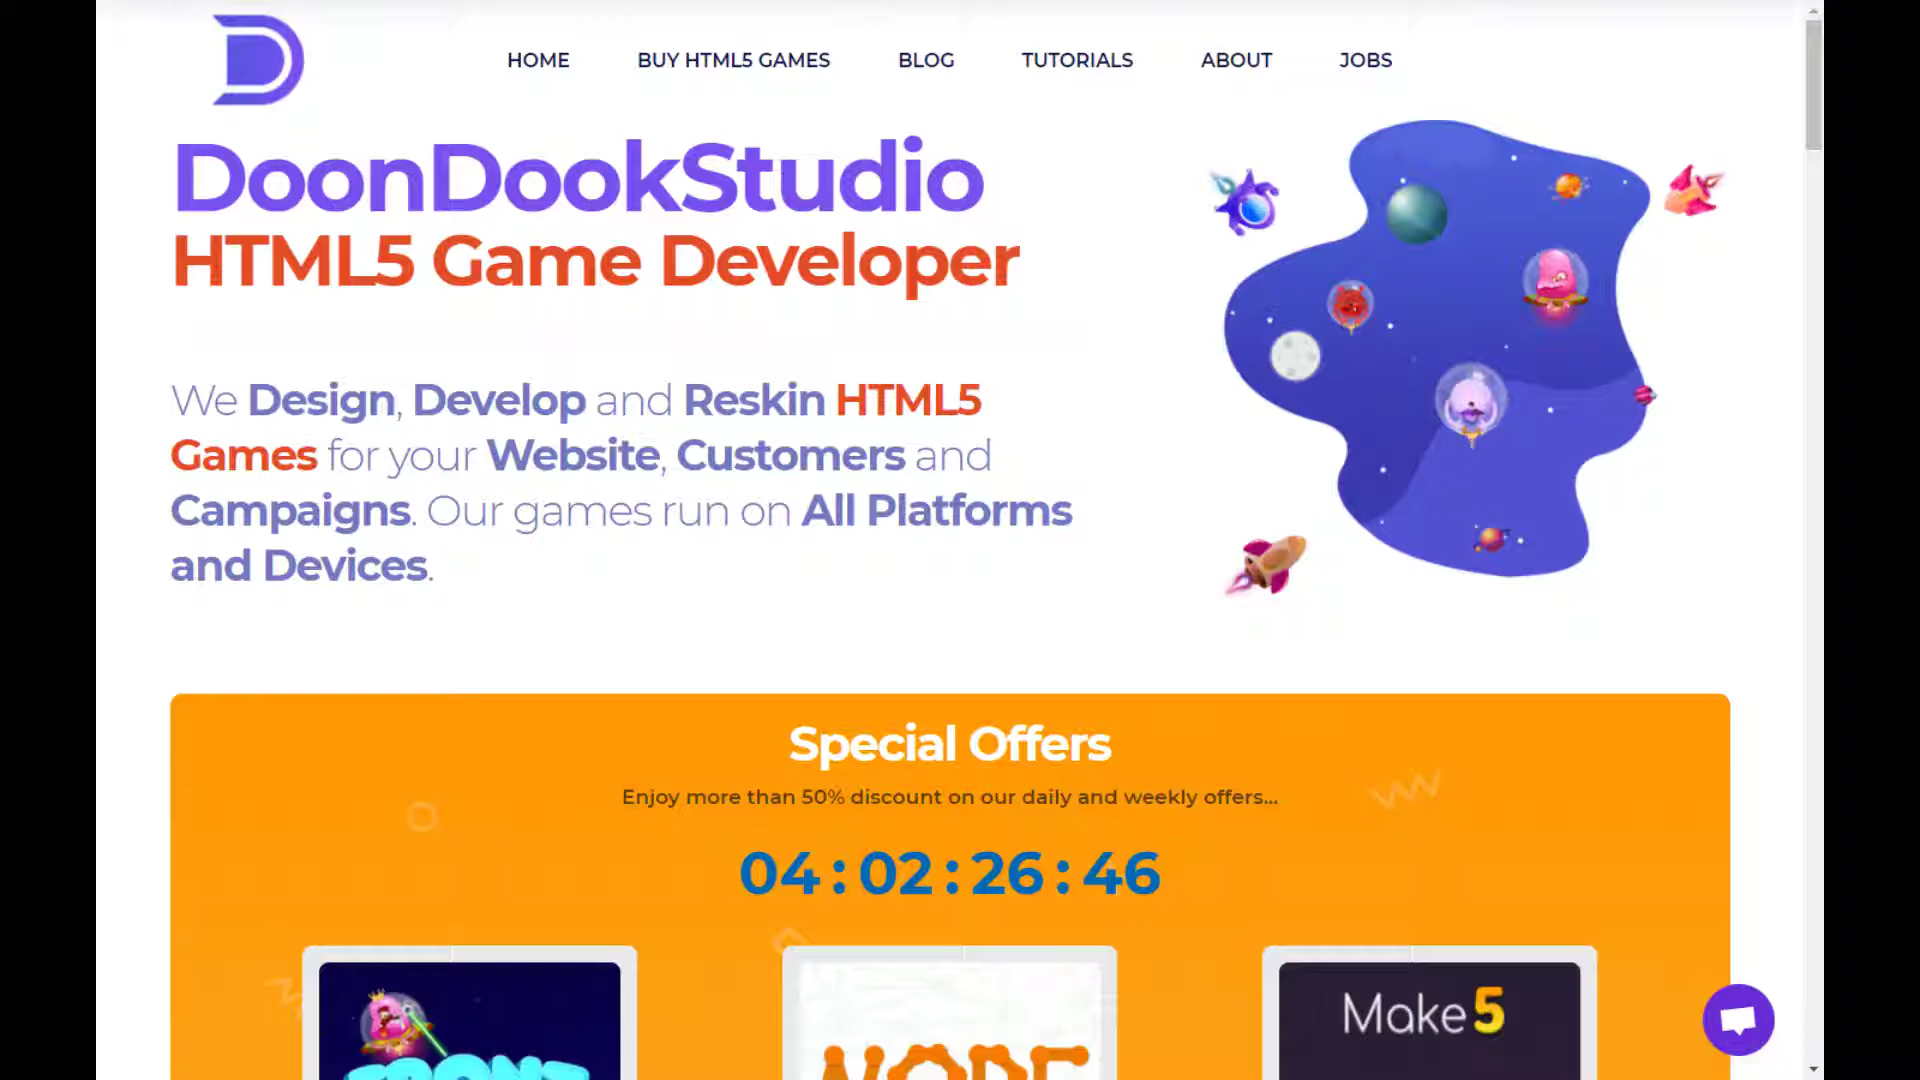 HOME BUY HTML5 GAMES BLOG TUTORIALS ABOUT JOBS
DoonDookStudio
HTML5 Game Developer
We Design, Develop and Reskin HTML5
Games for your Website, Customers and
Campaigns. Our games run on All Platforms
and Devices.
Special Offers
Enjoy more than 50% discount on our daily and weekly offers...
04 : 02 : 26 : 46
Make 5